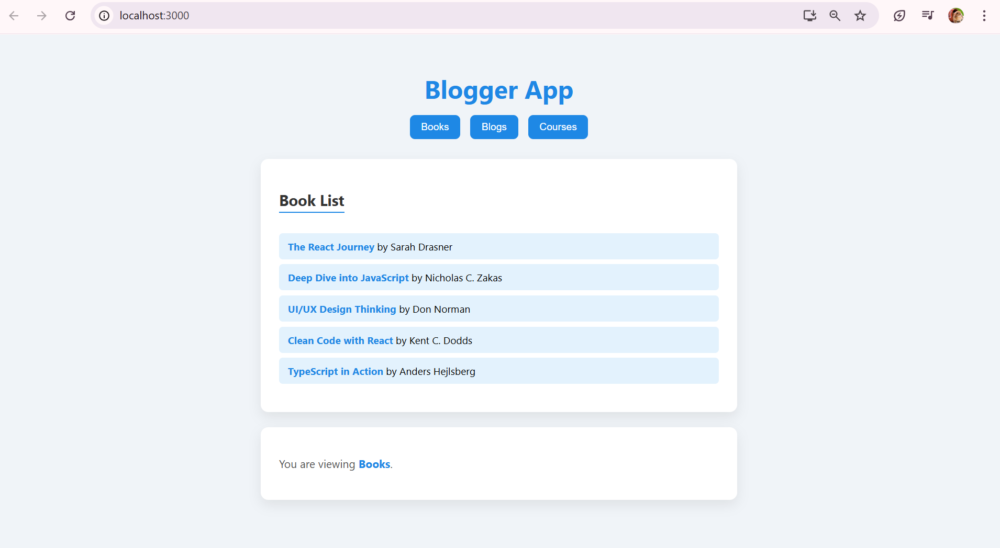 localhost:3000
Blogger App
Books Blogs Courses
Book List
The React Journey by Sarah Drasner
Deep Dive into JavaScript by Nicholas C. Zakas
UI/UX Design Thinking by Don Norman
Clean Code with React by Kent C. Dodds
TypeScript in Action by Anders Hejlsberg
You are viewing Books.